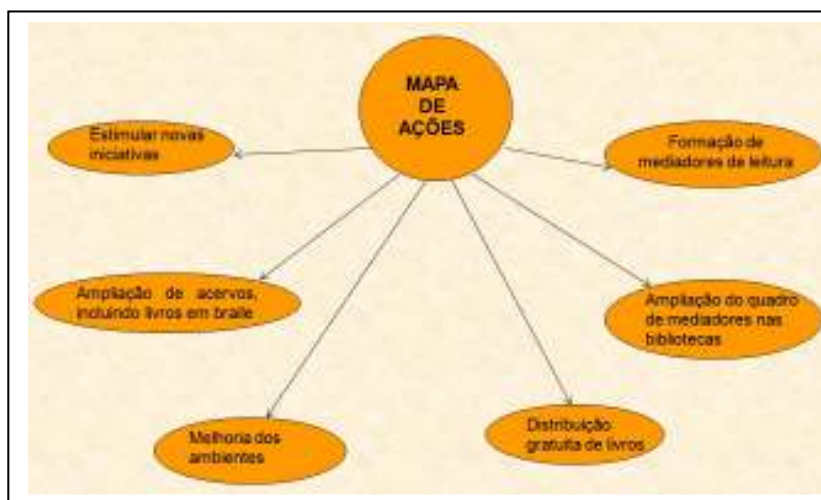 MAPA
DE
AÇÕES
Estimular novas
iniciativas
Formação de
mediadores de leitura
Ampliação de acervos,
incluindo livros em braile
Ampliação do quadro
de mediadores nas
bibliotecas
Melhoria dos
ambientes
Distribuição
gratuita de livros